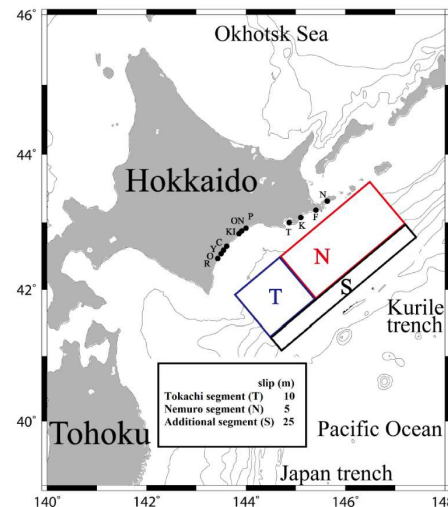 46°
Okhotsk Sea
44°
Hokkaido
N
P
ON
KI
F
K
T
C
Y
O
R
N
T
S
42°
Kurile
trench
slip (m)
Tokachi segment (T) 10
Nemuro segment (N) 5
Additional segment (S) 25
40°
Tohoku
Pacific Ocean
Japan trench
140° 142° 144° 146° 148°